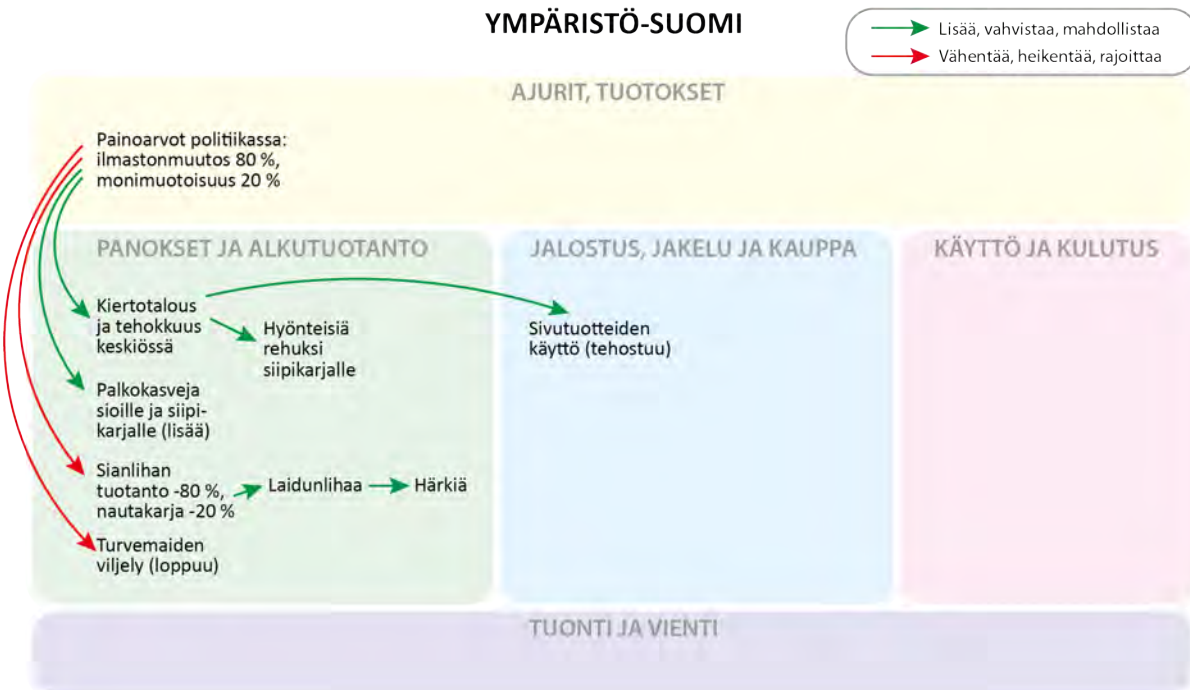 YMPÄRISTÖ-SUOMI
Lisää, vahvistaa, mahdollistaa
Vähentää, heikentää, rajoittaa
AJURIT, TUOTOKSET
Painoarvot politiikassa:
ilmastonmuutos 80 %,
monimuotoisuus 20 %
PANOKSET JA ALKUTUOTANTO
Kiertotalous
ja tehokkuus
keskiössä
Hyönteisiä
rehuksi
siipikarjalle
Palkokasveja
sioille ja siipi-
karjalle (lisää)
Sianlihan
tuotanto -80 %,
nautakarja -20 %
Laidunlihaa
Härkiä
Turvemaiden
viljely (loppuu)
JALOSTUS, JAKELU JA KAUPPA
Sivutuotteiden
käyttö (tehostuu)
KÄYTTÖ JA KULUTUS
TUONTI JA VIENTI